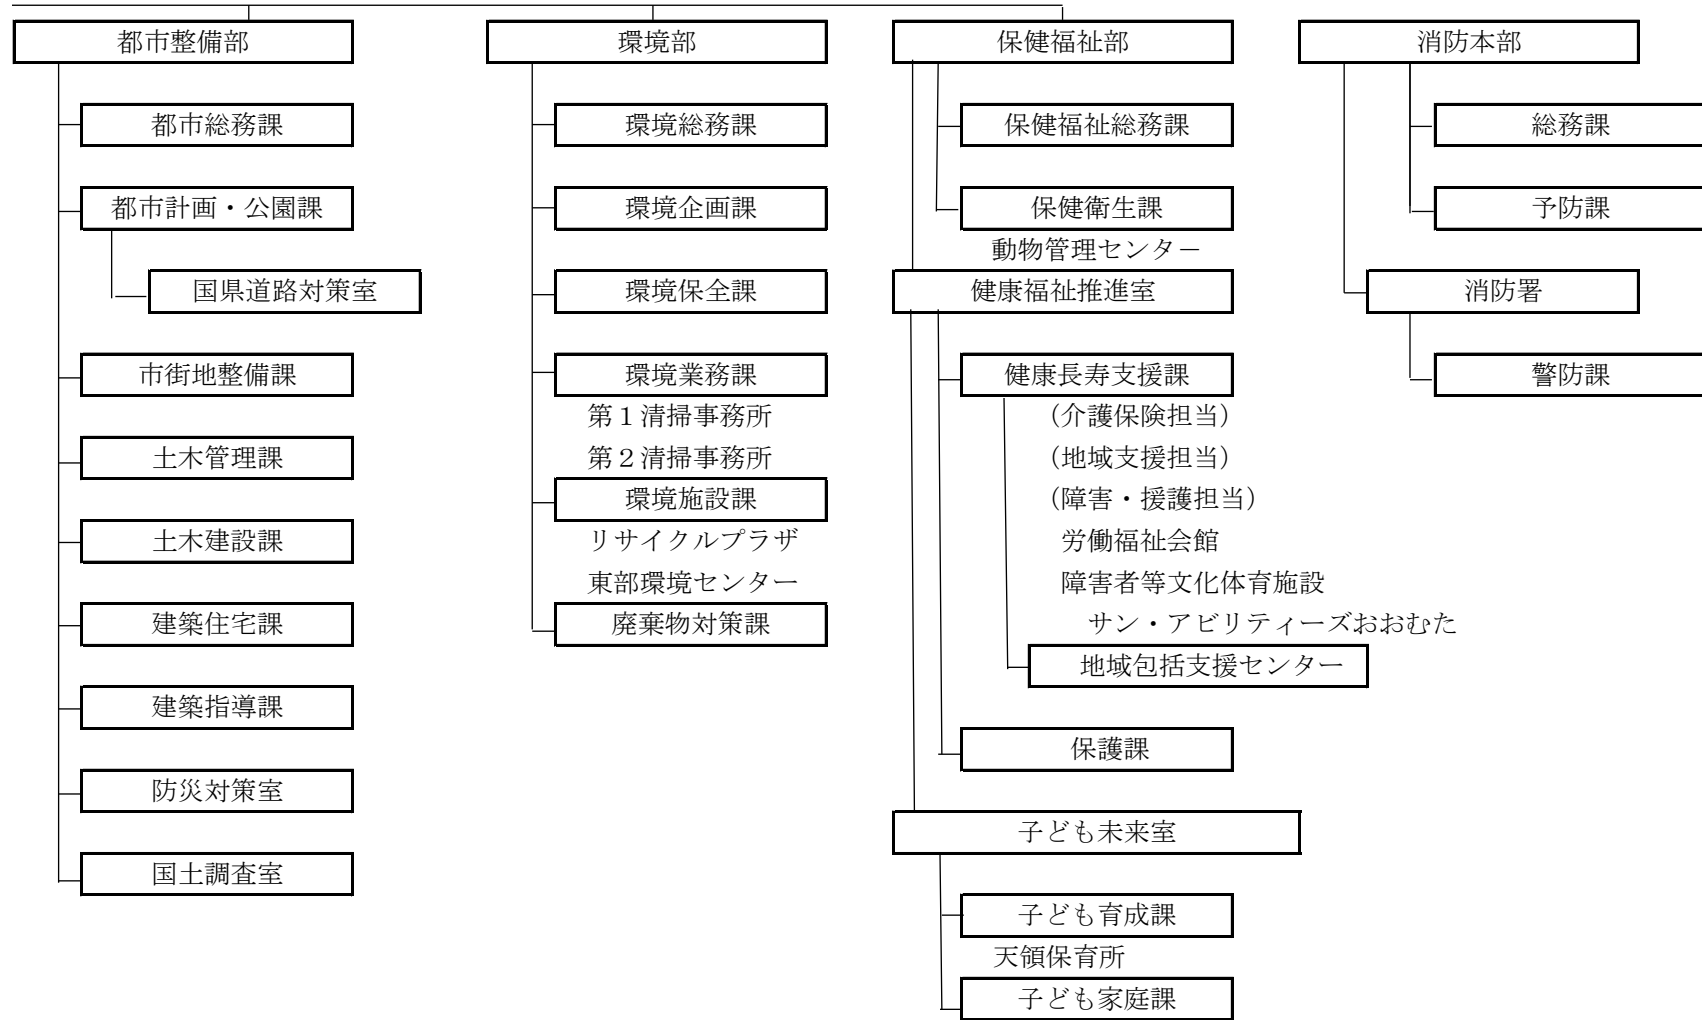 都市整備部
都市総務課
都市計画・公園課
国県道路対策室
市街地整備課
土木管理課
土木建設課
建築住宅課
建築指導課
防災対策室
国土調査室
環境部
環境総務課
環境企画課
環境保全課
環境業務課
第１清掃事務所
第２清掃事務所
環境施設課
リサイクルプラザ
東部環境センター
廃棄物対策課
保健福祉部
保健福祉総務課
保健衛生課
動物管理センター
健康福祉推進室
健康長寿支援課
（介護保険担当）
（地域支援担当）
（障害・援護担当）
労働福祉会館
障害者等文化体育施設
サン・アビリティーズおおむた
地域包括支援センター
保護課
子ども未来室
子ども育成課
天領保育所
子ども家庭課
消防本部
総務課
予防課
消防署
警防課